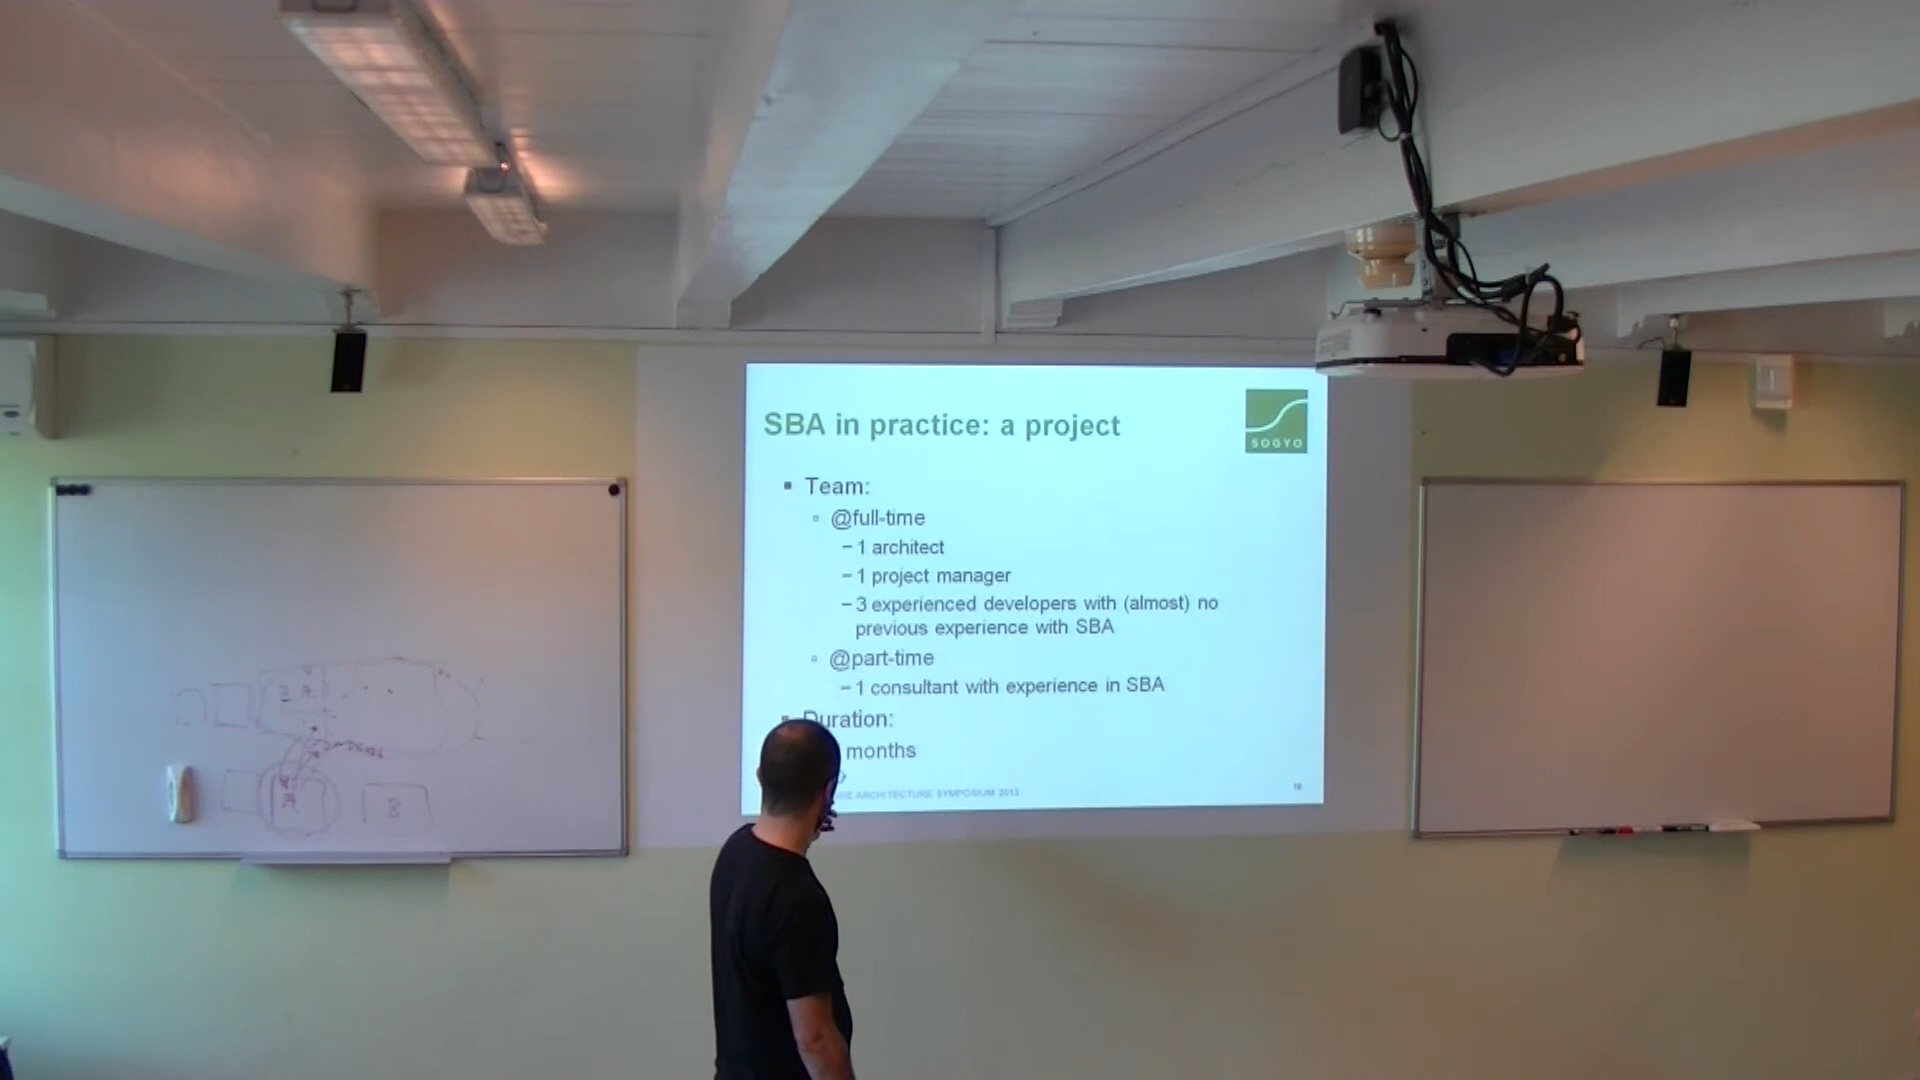 SBA in practice: a project
SOGYO
▪ Team:
▫ @full-time
– 1 architect
– 1 project manager
– 3 experienced developers with (almost) no
previous experience with SBA
▫ @part-time
– 1 consultant with experience in SBA
▪ Duration:
months
ARCHITECTURE SYMPOSIUM 2013
A
A
B